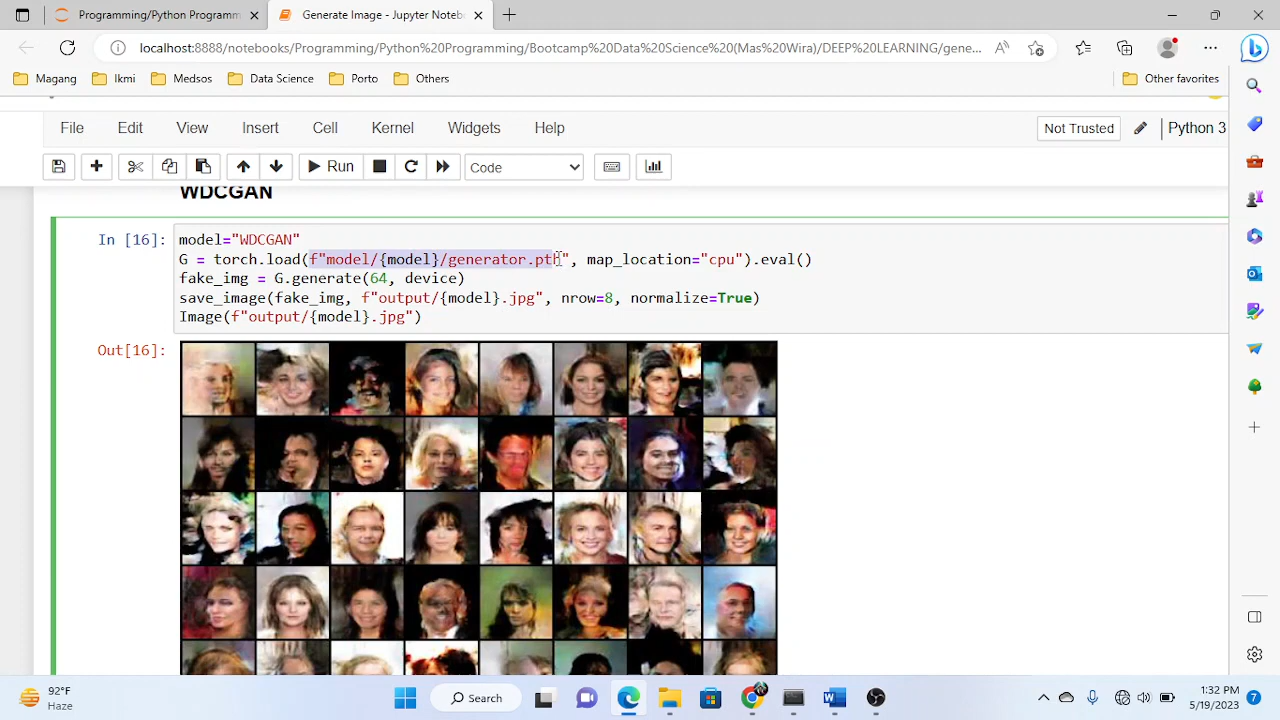 Python/Python Programm
Generate Image - Jupyter Noteb
localhost:8888/notebooks/Programming/Python%20Programming/Bootcamp%20Data%20Science%20(Mas%20Wira)/DEEP%20LEARNING/gene...
Magang
Ikmi
Medsos
Data Science
Porto
Others
Other favorites
File
Edit
View
Insert
Cell
Kernel
Widgets
Help
Not Trusted
Python 3
Run
Code
WDCGAN
In [16]:
model="WDCGAN"
G = torch.load(f"model/{model}/generator.pth", map_location="cpu").eval()
fake_img = G.generate(64, device)
save_image(fake_img, f"output/{model}.jpg", nrow=8, normalize=True)
Image(f"output/{model}.jpg")
Out[16]:
92°F
Haze
Search
1:32 PM
5/19/2023
7